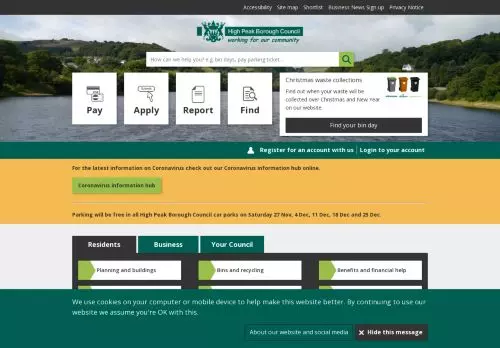 Accessibility Site map Shortlist Business News Sign up Privacy Notice
High Peak Borough Council
working for our community
How can we help you? e.g. bin days, pay parking ticket...
Pay
Apply
Report
Find
Christmas waste collections
Find out when your waste will be
collected over Christmas and New Year
on our website.
Find your bin day
Register for an account with us Login to your account
For the latest information on Coronavirus check out our Coronavirus information hub online.
Coronavirus information hub
Parking will be free in all High Peak Borough Council car parks on Saturday 27 Nov, 4 Dec, 11 Dec, 18 Dec and 25 Dec.
Residents Business Your Council
Planning and buildings Bins and recycling Benefits and financial help
We use cookies on your computer or mobile device to help make this website better. By continuing to use our
website we assume you're OK with this.
About our website and social media Hide this message